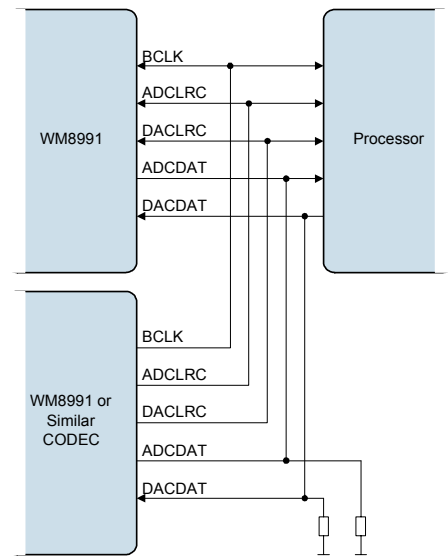 BCLK
ADCLRC
DACLRC
ADCDAT
DACDAT
WM8991
Processor
BCLK
ADCLRC
DACLRC
ADCDAT
DACDAT
WM8991 or
Similar
CODEC